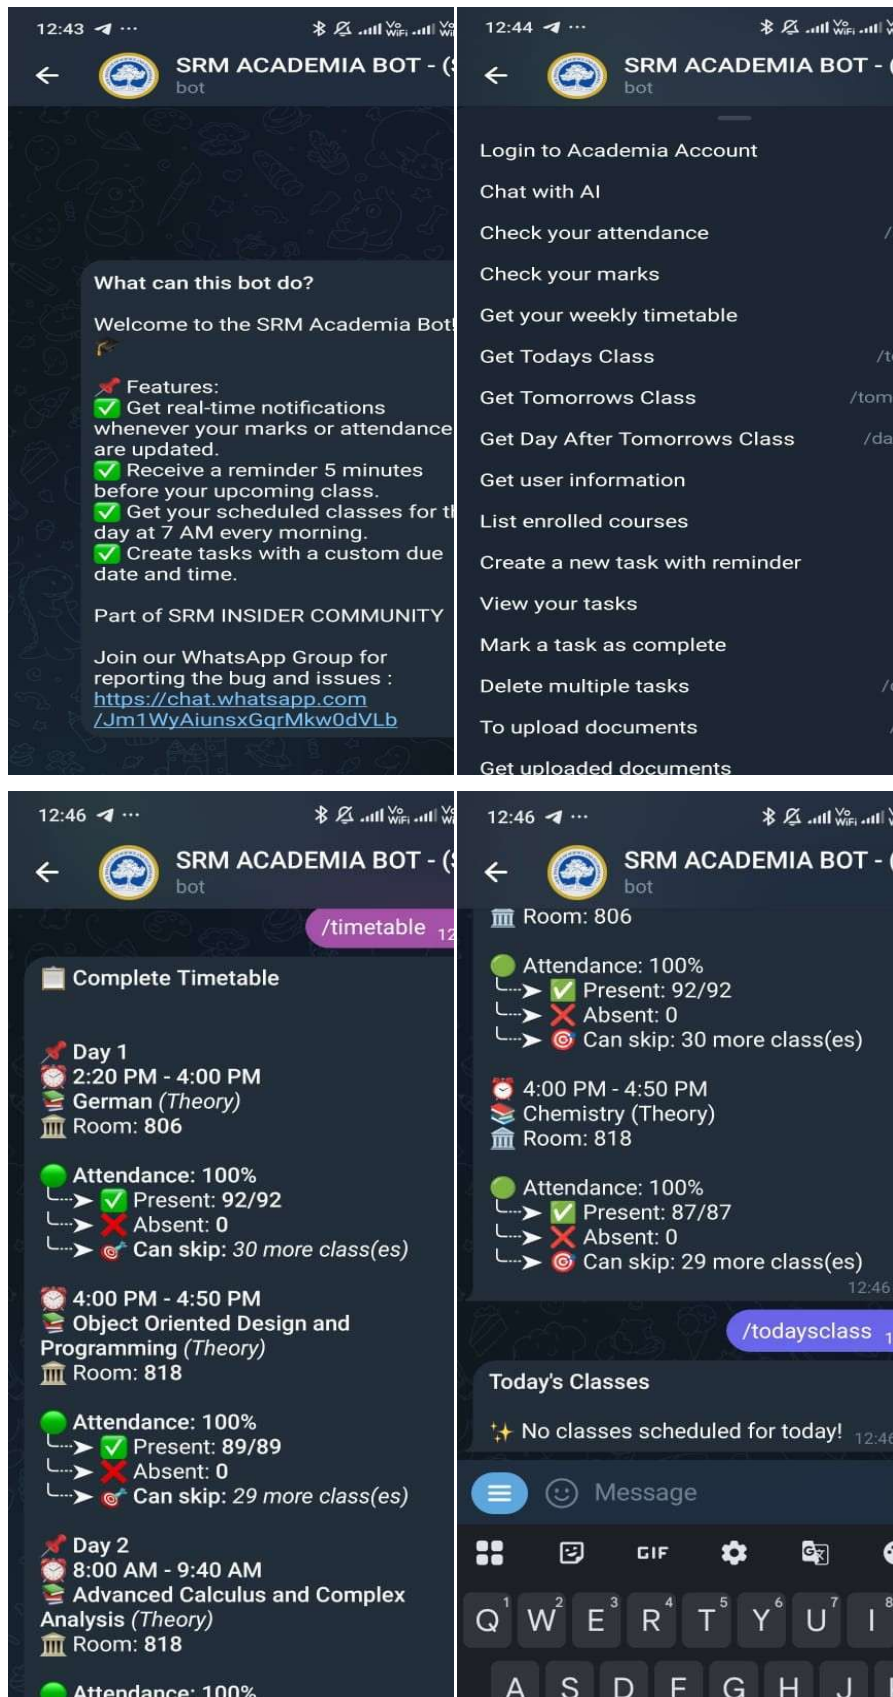 12:43
SRM ACADEMIA BOT - (
bot
What can this bot do?
Welcome to the SRM Academia Bot!
Features:
Get real-time notifications
whenever your marks or attendance
are updated.
Receive a reminder 5 minutes
before your upcoming class.
Get your scheduled classes for
day at 7 AM every morning.
Create tasks with a custom due
date and time.
Part of SRM INSIDER COMMUNITY
Join our WhatsApp Group for
reporting the bug and issues :
https://chat.whatsapp.com
/Jm1WyAiunsxGqrMkw0dVLb
12:44
SRM ACADEMIA BOT - (
bot
Login to Academia Account
Chat with AI
Check your attendance /
Check your marks
Get your weekly timetable
Get Todays Class
Get Tomorrows Class /tom
Get Day After Tomorrows Class /da
Get user information
List enrolled courses
Create a new task with reminder
View your tasks
Mark a task as complete
Delete multiple tasks
To upload documents
Get uploaded documents
12:46
SRM ACADEMIA BOT - (
bot
/timetable 12
Complete Timetable
Day 1
2:20 PM - 4:00 PM
German (Theory)
Room: 806
Attendance: 100%
Present: 92/92
Absent: 0
Can skip: 30 more class(es)
4:00 PM - 4:50 PM
Object Oriented Design and
Programming (Theory)
Room: 818
Attendance: 100%
Present: 89/89
Absent: 0
Can skip: 29 more class(es)
Day 2
8:00 AM - 9:40 AM
Advanced Calculus and Complex
Analysis (Theory)
Room: 818
Attendance: 100%
12:46
SRM ACADEMIA BOT - (
bot
Room: 806
Attendance: 100%
Present: 92/92
Absent: 0
Can skip: 30 more class(es)
4:00 PM - 4:50 PM
Chemistry (Theory)
Room: 818
Attendance: 100%
Present: 87/87
Absent: 0
Can skip: 29 more class(es)
12:46
/todaysclass 1
Today's Classes
No classes scheduled for today! 12:46
Message
GIF
Q1 W2 E3 R4 T5 Y6 U7 I8
A S D F G H J